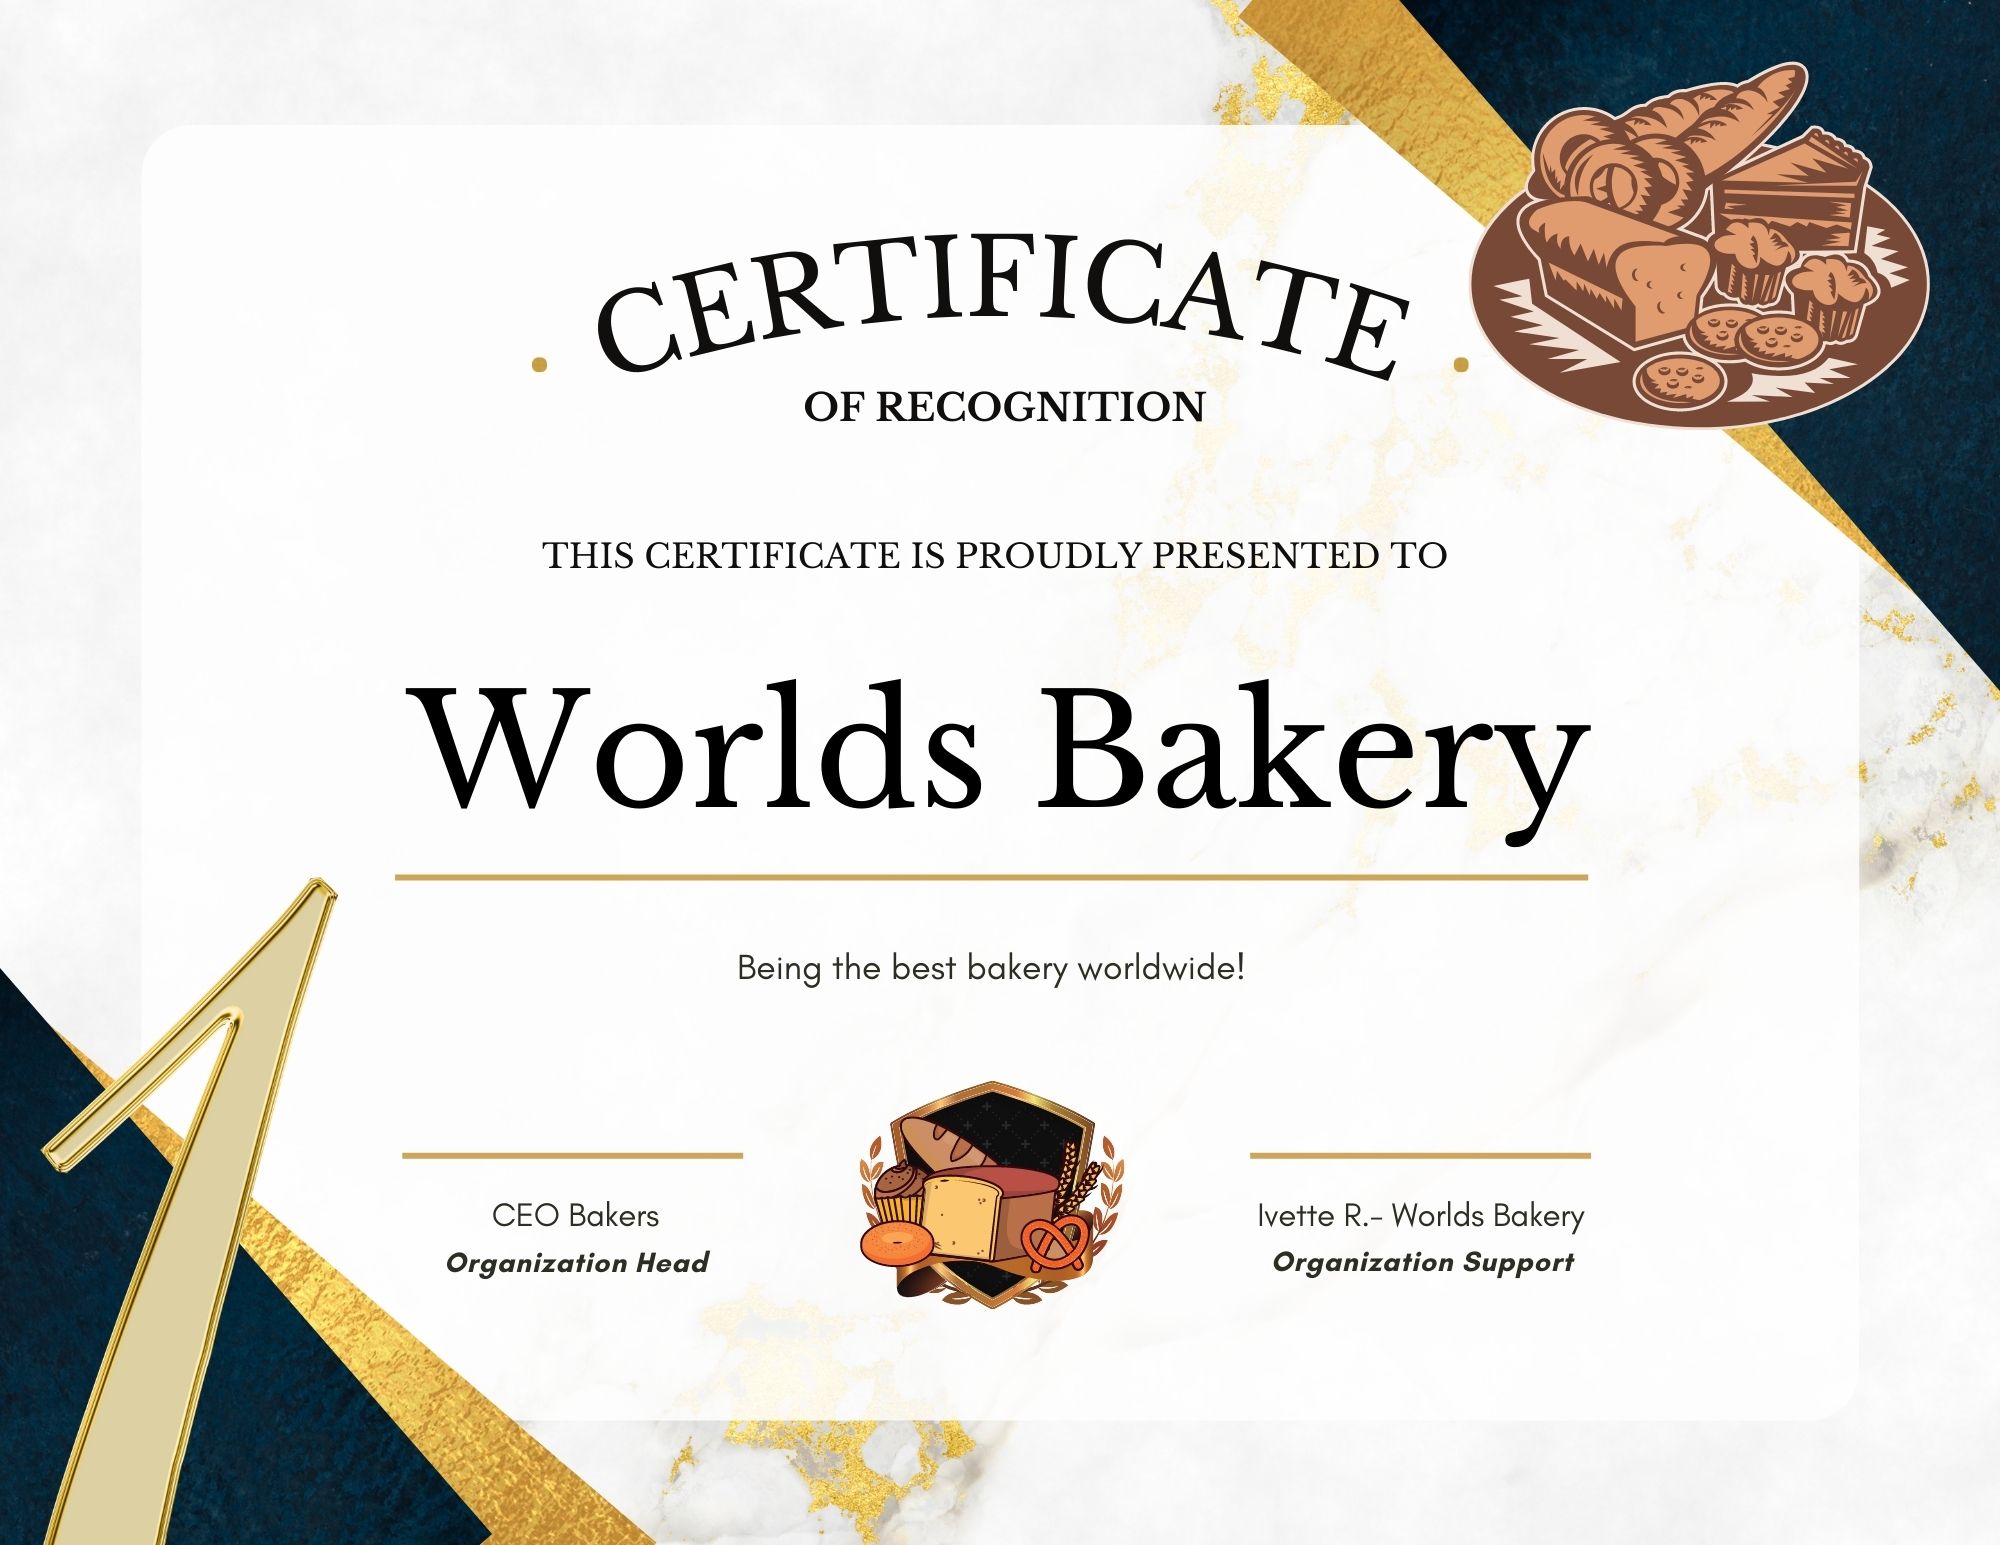 CERTIFICATE
OF RECOGNITION
THIS CERTIFICATE IS PROUDLY PRESENTED TO
Worlds Bakery
Being the best bakery worldwide!
CEO Bakers
Organization Head
Ivette R.- Worlds Bakery
Organization Support
1